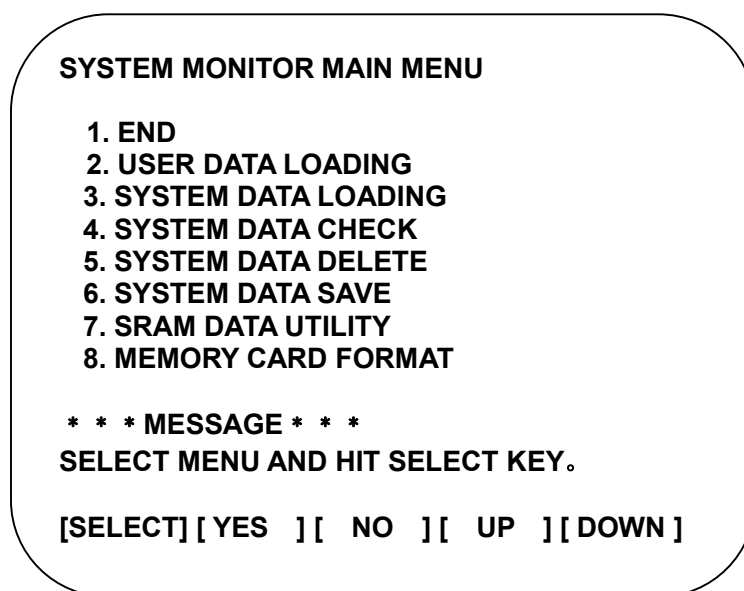 SYSTEM MONITOR MAIN MENU
1. END
2. USER DATA LOADING
3. SYSTEM DATA LOADING
4. SYSTEM DATA CHECK
5. SYSTEM DATA DELETE
6. SYSTEM DATA SAVE
7. SRAM DATA UTILITY
8. MEMORY CARD FORMAT
* * * MESSAGE * * *
SELECT MENU AND HIT SELECT KEY。
[SELECT] [ YES ] [ NO ] [ UP ] [ DOWN ]